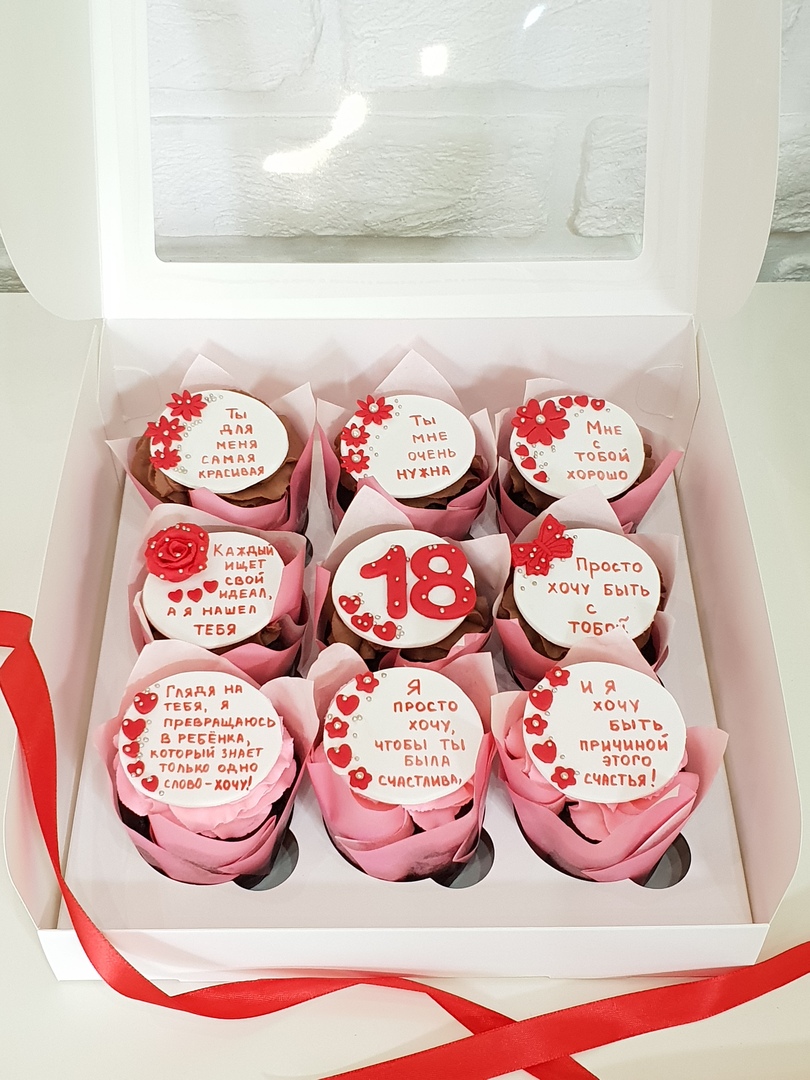 Ты
для
меня
самая
красивая
Ты
мне
очень
нужна
Мне
с
тобой
хорошо
Каждый
ищет
свой
идеал,
а я нашел
тебя
18
Просто
хочу быть
с
тобой
Глядя на
тебя, я
превращаюсь
в ребёнка,
который знает
только одно
слово-хочу!
Я
просто
хочу,
чтобы ты
была
счастлива,
и я
хочу
быть
причиной
этого
счастья!